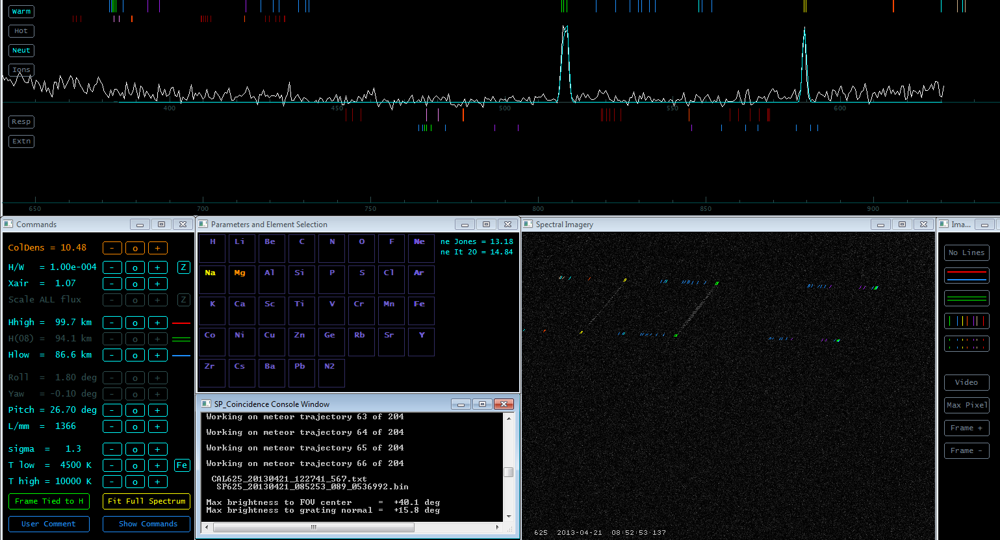 Warm
Hot
Neut
Ions
400 450 500 550 600
Resp
Extn
650 700 750 800 850 900
Commands
ColDens = 10.48 - o +
H/W = 1.00e-004 - o + Z
Xair = 1.07 - o +
Scale ALL flux - o + Z
Hhigh = 99.7 km - o +
H(O8) = 94.1 km - o +
Hlow = 86.6 km - o +
Roll = 1.80 deg - o +
Yaw = -0.10 deg - o +
Pitch = 26.70 deg - o +
L/mm = 1366 - o +
sigma = 1.3 - o +
T low = 4500 K - o + Fe
T high = 10000 K - o +
Frame Tied to H Fit Full Spectrum
User Comment Show Commands
Parameters and Element Selection
H Li Be C N O F Ne
ne Jones = 13.18
ne It 20 = 14.84
Na Mg Al Si P S Cl Ar
K Ca Sc Ti V Cr Mn Fe
Co Ni Cu Zn Ge Rb Sr Y
Zr Cs Ba Pb N2
SP_Coincidence Console Window
Working on meteor trajectory 63 of 204
Working on meteor trajectory 64 of 204
Working on meteor trajectory 65 of 204
Working on meteor trajectory 66 of 204
CAL625_20130421_122741_567.txt
SP625_20130421_085253_089_0536992.bin
Max brightness to FOV center = +40.1 deg
Max brightness to grating normal = +15.8 deg
Spectral Imagery
625 2013-04-21 08:52:53:137
Ima...
No Lines
Video
Max Pixel
Frame +
Frame -